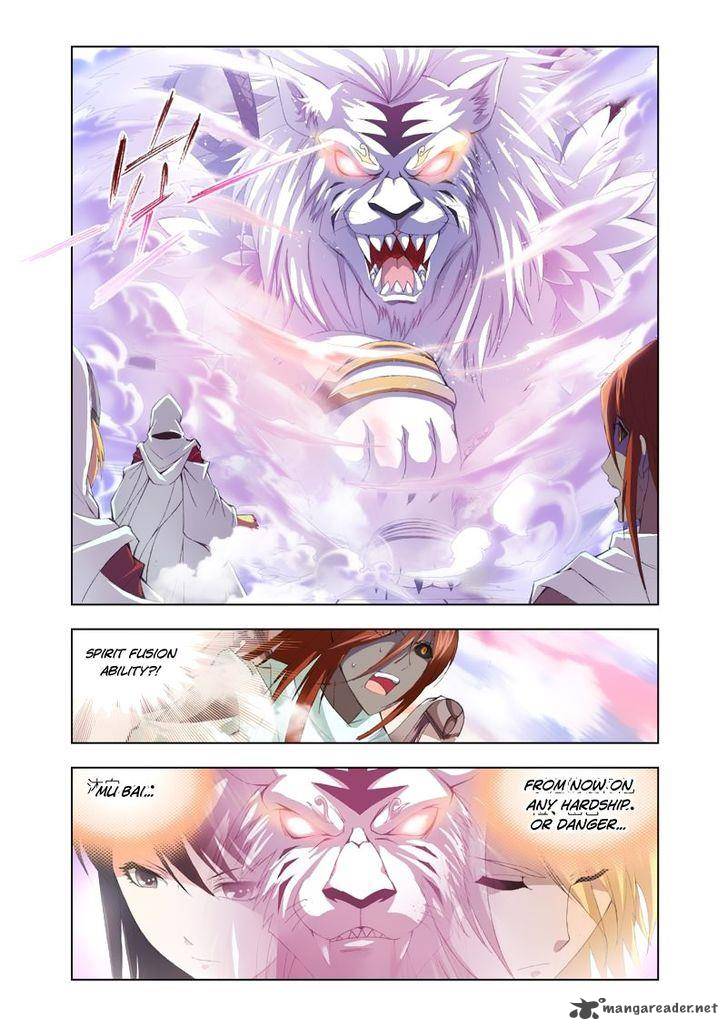 SPIRIT FUSION
ABILITY?!
MU BAI...
FROM NOW ON
ANY HARDSHIP
OR DANGER...
mangareader.net